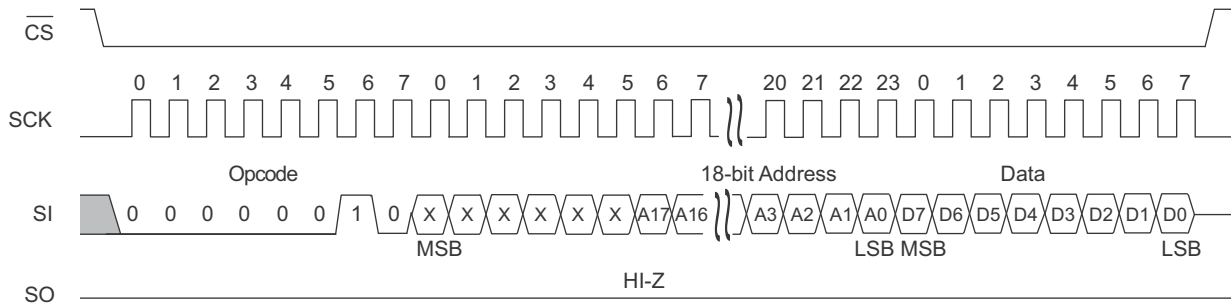 CS
0 1 2 3 4 5 6 7 0 1 2 3 4 5 6 7 20 21 22 23 0 1 2 3 4 5 6 7
SCK
Opcode 18-bit Address Data
SI 0 0 0 0 0 0 1 0 X X X X X X A17 A16 A3 A2 A1 A0 D7 D6 D5 D4 D3 D2 D1 D0
MSB LSB MSB LSB
HI-Z
SO